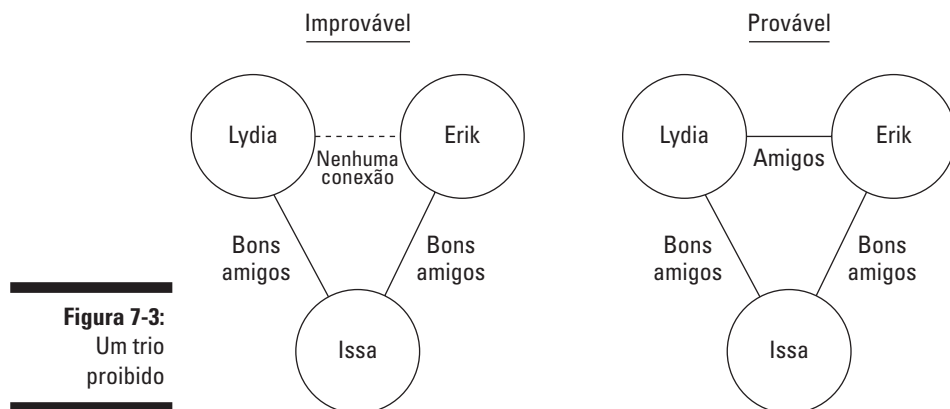 Improvável
Lydia
Erik
Nenhuma
conexão
Bons
amigos
Bons
amigos
Issa
Provável
Lydia
Erik
Amigos
Bons
amigos
Bons
amigos
Issa
Figura 7-3:
Um trio
proibido